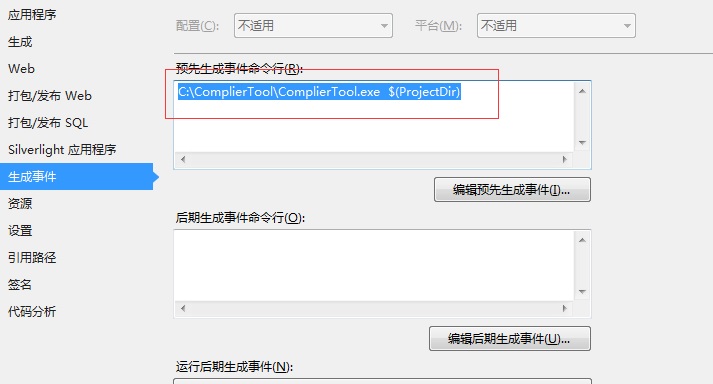 应用程序
配置(C):
不适用
平台(M):
不适用
生成
Web
预先生成事件命令行(R):
C:\ComplierTool\ComplierTool.exe  $(ProjectDir)
打包/发布 Web
打包/发布 SQL
Silverlight 应用程序
生成事件
编辑预先生成事件(I)...
资源
后期生成事件命令行(O):
设置
引用路径
签名
代码分析
编辑后期生成事件(U)...
运行后期生成事件(N):